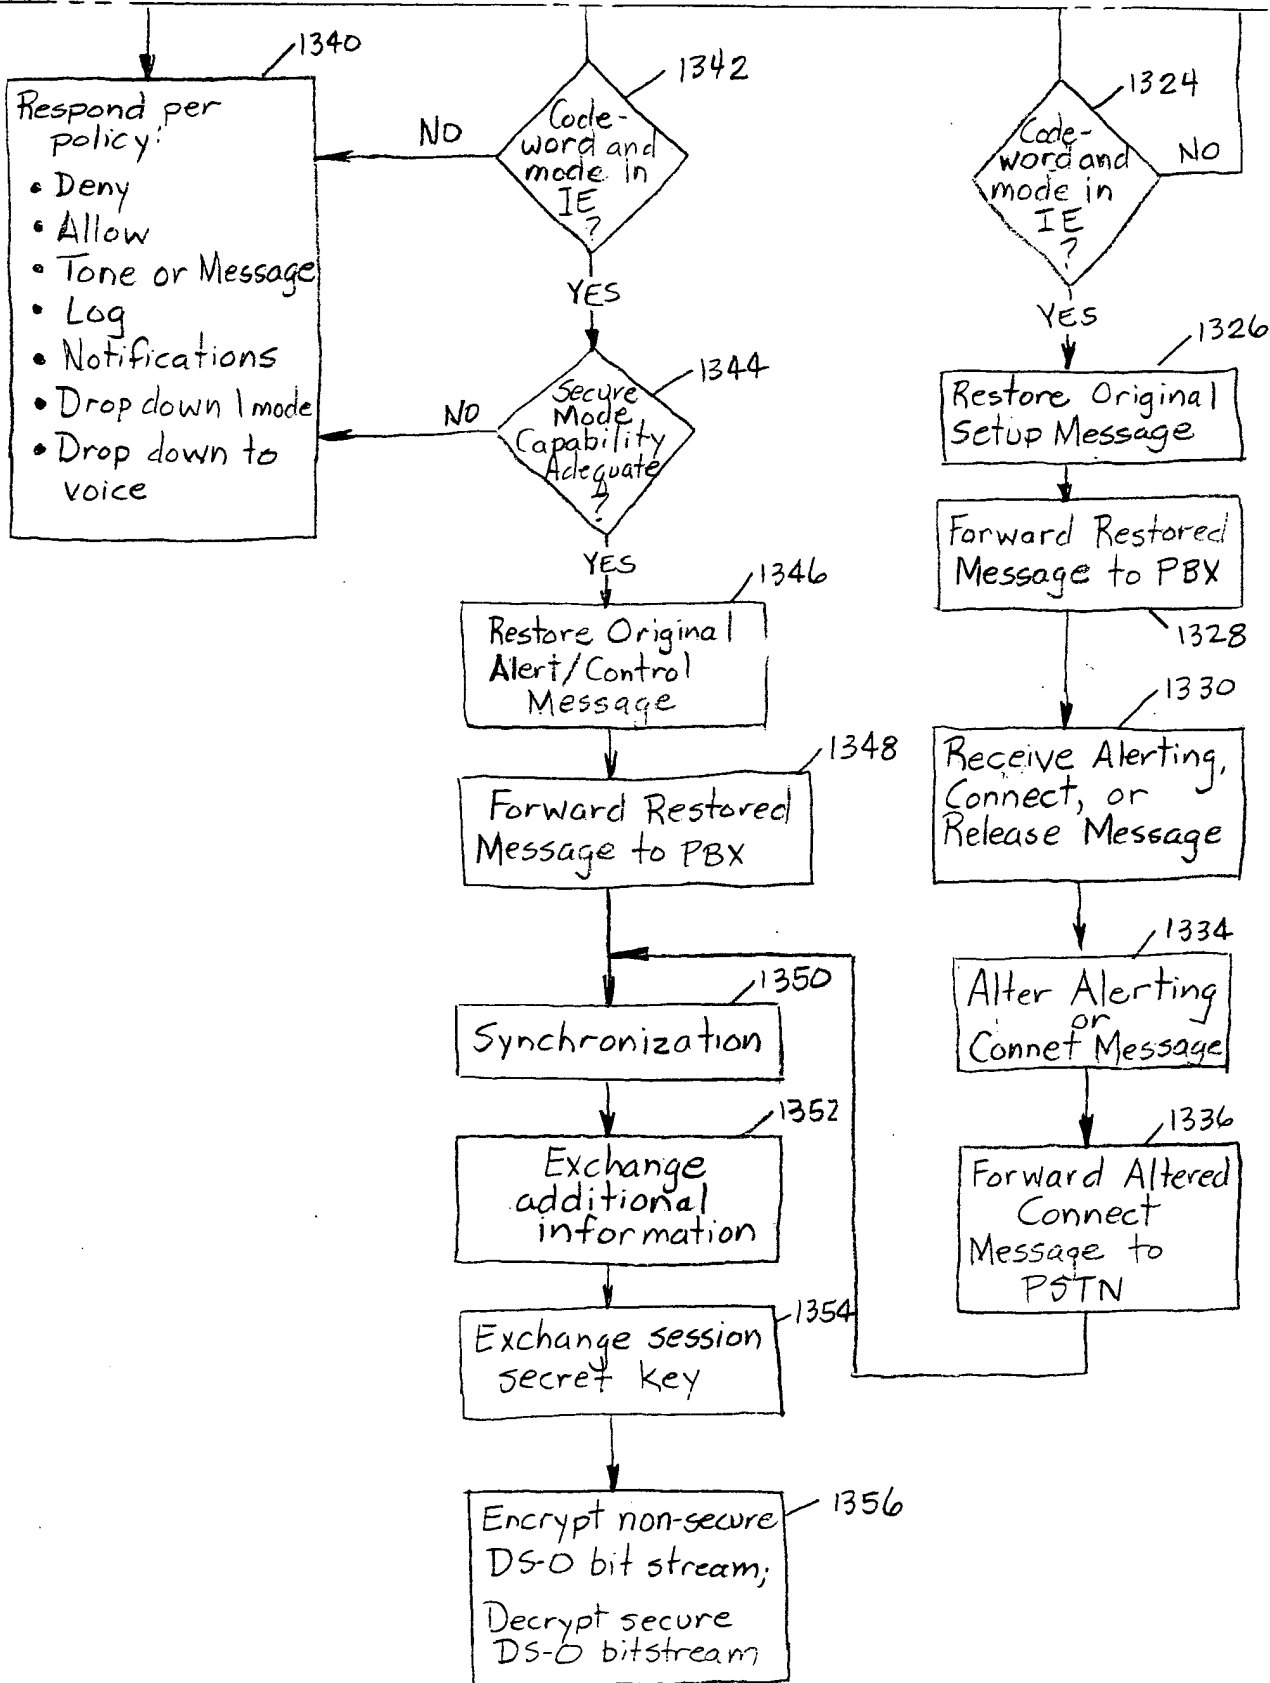 1340
Respond per
policy:
• Deny
• Allow
• Tone or Message
• Log
• Notifications
• Drop down 1 mode
• Drop down to
voice
1342
Code-
word and
mode in
IE
?
NO
YES
1344
Secure
Mode
Capability
Adequate
?
NO
YES
1346
Restore Original
Alert/Control
Message
1348
Forward Restored
Message to PBX
1350
Synchronization
1352
Exchange
additional
information
1354
Exchange session
secret key
1356
Encrypt non-secure
DS-0 bit stream;
Decrypt secure
DS-0 bitstream
1324
Code-
word and
mode in
IE
?
NO
YES
1326
Restore Original
Setup Message
Forward Restored
Message to PBX
1328
1330
Receive Alerting,
Connect, or
Release Message
1334
Alter Alerting
or
Connet Message
1336
Forward Altered
Connect
Message to
PSTN